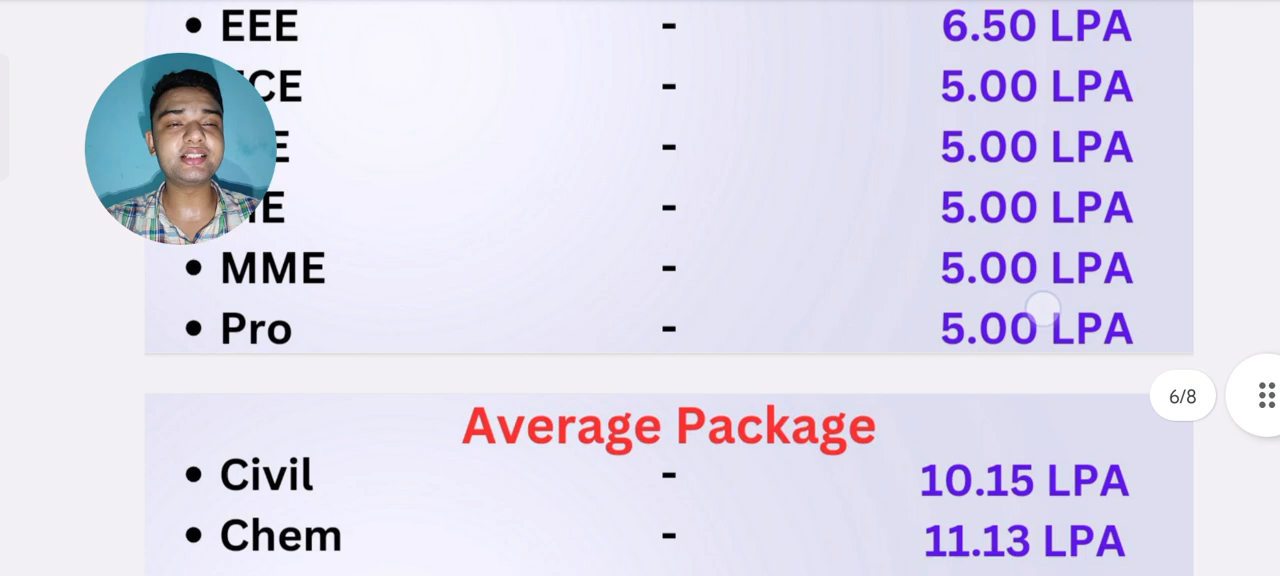 • EEE - 6.50 LPA
CE - 5.00 LPA
E - 5.00 LPA
E - 5.00 LPA
• MME - 5.00 LPA
• Pro - 5.00 LPA
6/8
Average Package
• Civil - 10.15 LPA
• Chem - 11.13 LPA